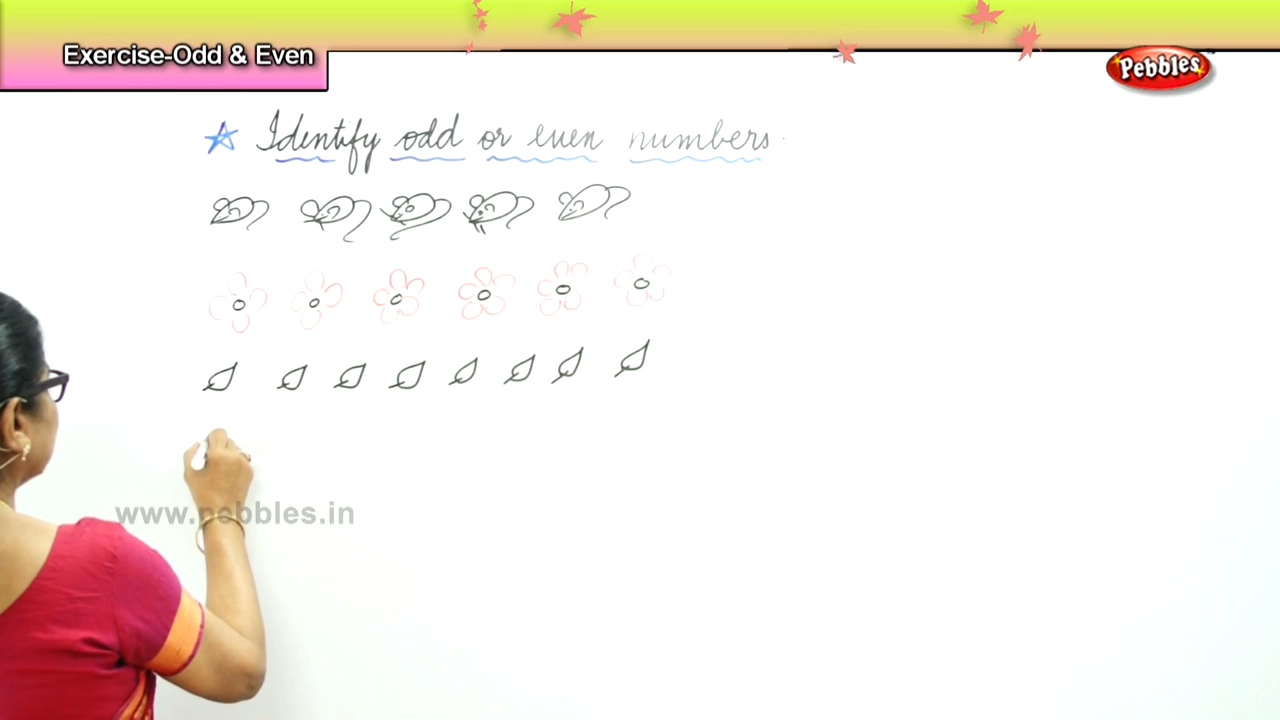 Exercise-Odd & Even
Pebbles
Identify odd or even numbers.
www.pebbles.in